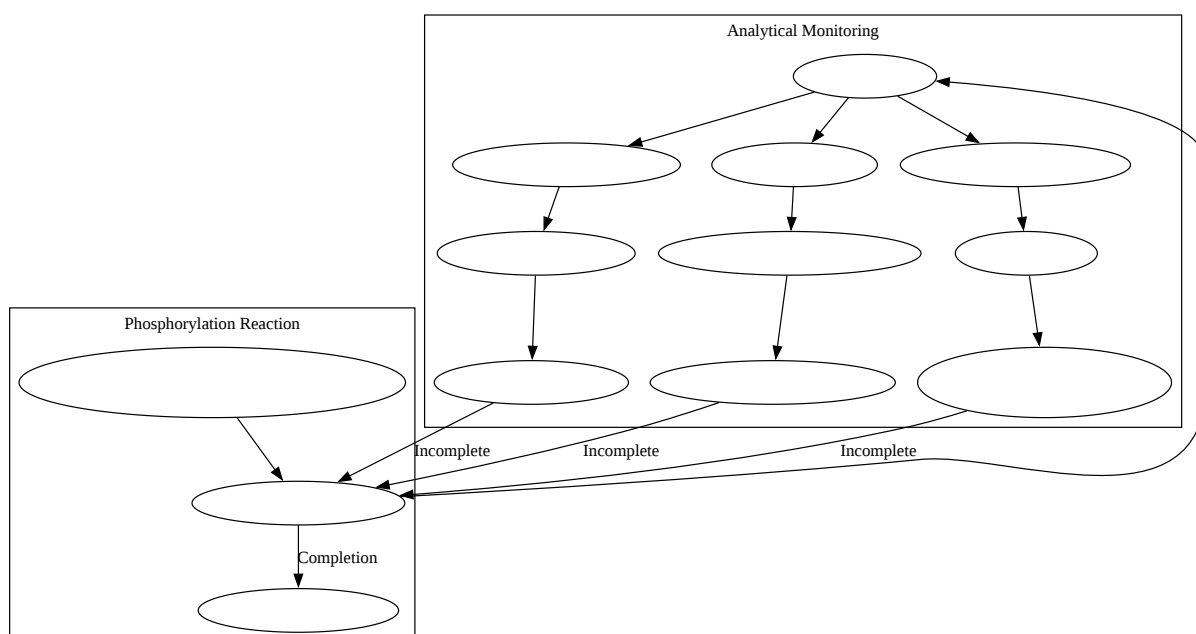 Analytical Monitoring
Phosphorylation Reaction
Incomplete
Incomplete
Incomplete
Completion